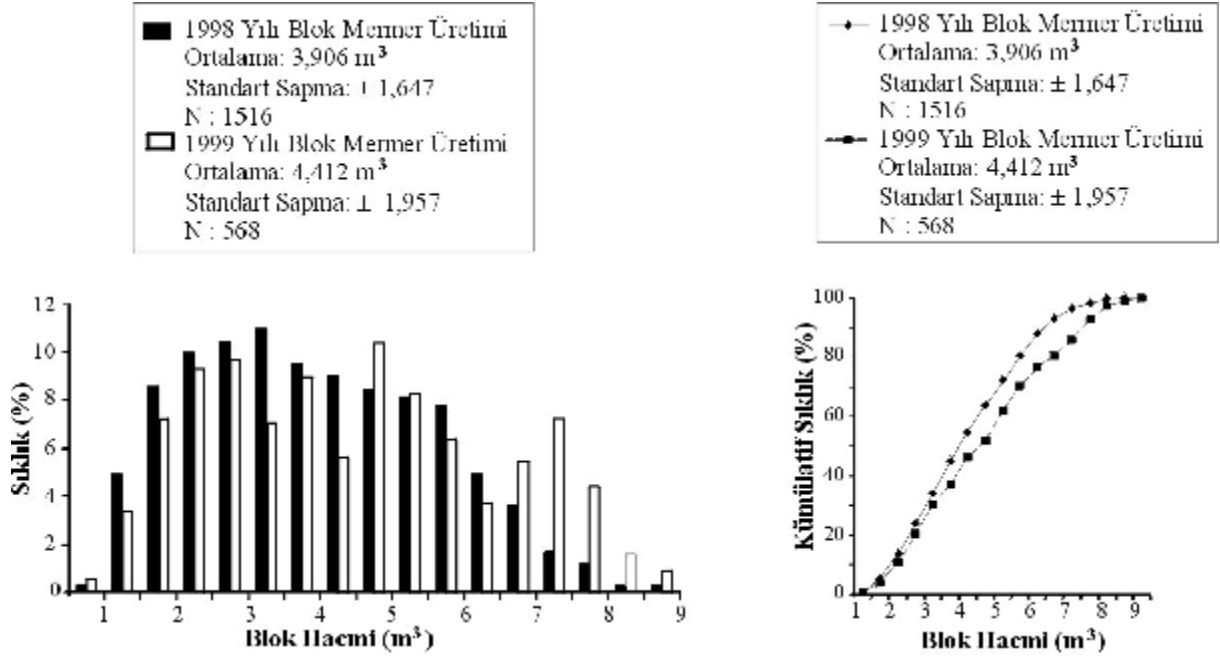 1998 Yılı Blok Mermer Üretimi
Ortalama: 3,906 m³
Standart Sapma: ± 1,647
N : 1516
1999 Yılı Blok Mermer Üretimi
Ortalama: 4,412 m³
Standart Sapma: ± 1,957
N : 568
1998 Yılı Blok Mermer Üretimi
Ortalama: 3,906 m³
Standart Sapma: ± 1,647
N : 1516
1999 Yılı Blok Mermer Üretimi
Ortalama: 4,412 m³
Standart Sapma: ± 1,957
N : 568
Sıklık (%)
12
10
8
6
4
2
0
1 2 3 4 5 6 7 8 9
Blok Hacmi (m³)
Kümülatif Sıklık (%)
100
80
60
40
20
0
1 2 3 4 5 6 7 8 9
Blok Hacmi (m³)